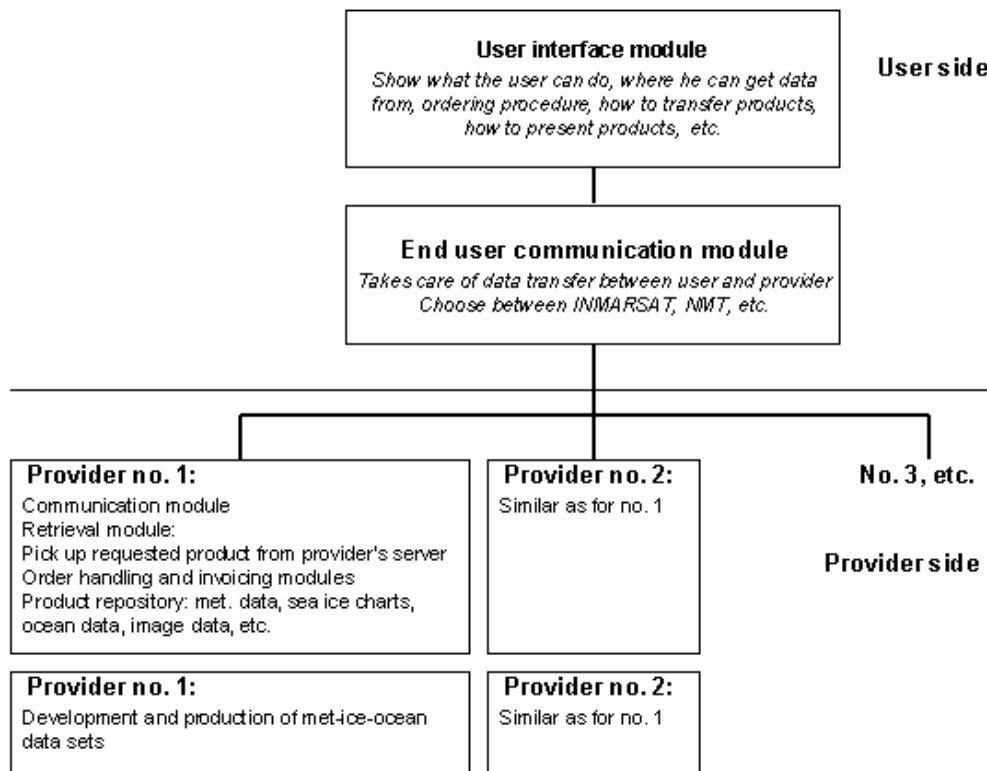 User interface module
Show what the user can do, where he can get data
from, ordering procedure, how to transfer products,
how to present products, etc.
User side
End user communication module
Takes care of data transfer between user and provider
Choose between INMARSAT, NMT, etc.
Provider no. 1:
Communication module
Retrieval module:
Pick up requested product from provider's server
Order handling and invoicing modules
Product repository: met. data, sea ice charts,
ocean data, image data, etc.
Provider no. 2:
Similar as for no. 1
No. 3, etc.
Provider side
Provider no. 1:
Development and production of met-ice-ocean
data sets
Provider no. 2:
Similar as for no. 1